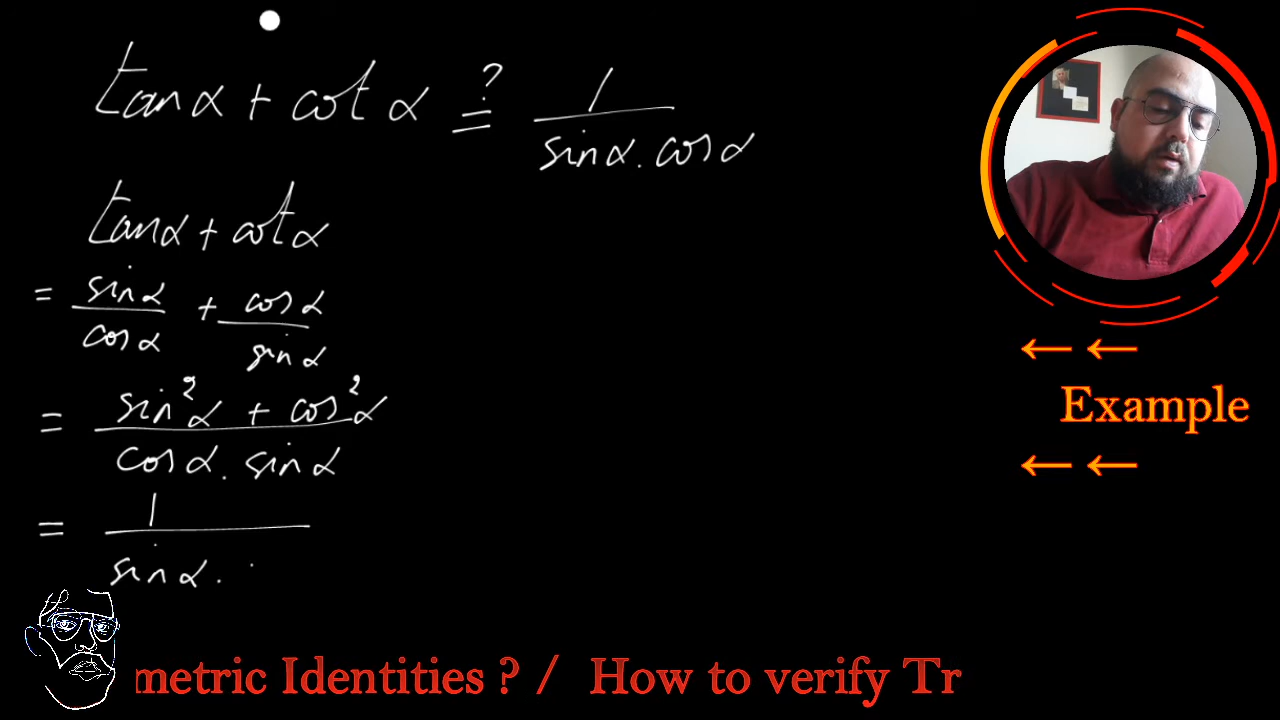 tanα + cotα ≟ 1/(sinα . cosα)
tanα + cotα
= sinα/cosα + cosα/sinα
= (sin²α + cos²α)/(cosα . sinα)
= 1/(sinα .
← ←
Example
← ←
metric Identities ? / How to verify Tr